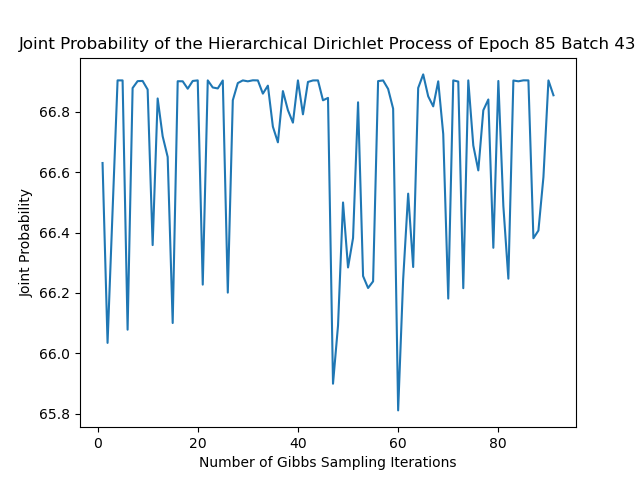 Joint Probability of the Hierarchical Dirichlet Process of Epoch 85 Batch 43
66.8
66.6
66.4
66.2
66.0
65.8
Joint Probability
0 20 40 60 80
Number of Gibbs Sampling Iterations